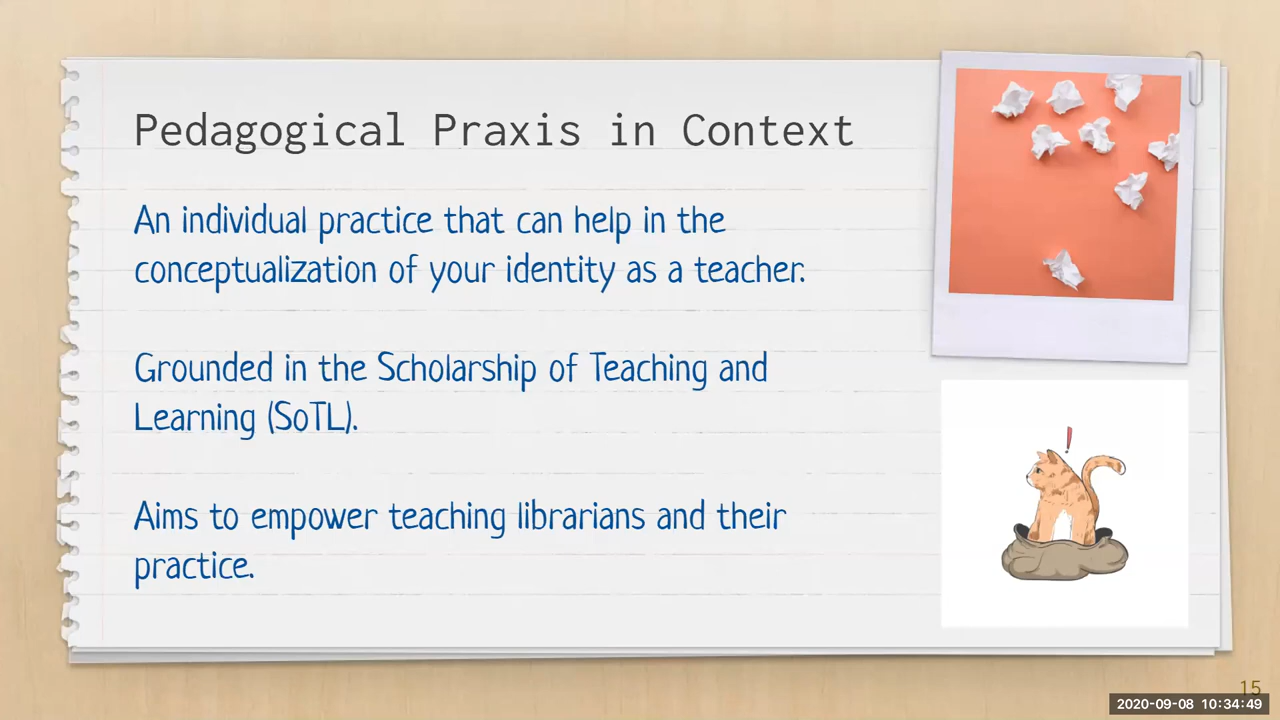 Pedagogical Praxis in Context
An individual practice that can help in the
conceptualization of your identity as a teacher.
Grounded in the Scholarship of Teaching and
Learning (SoTL).
Aims to empower teaching librarians and their
practice.
!
15
2020-09-08 10:34:49